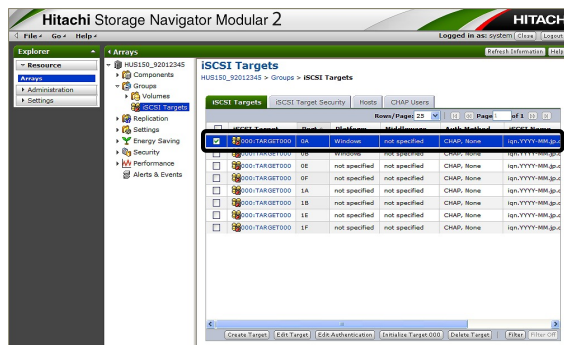 Hitachi Storage Navigator Modular 2
HITACH
File Edit Help
Logged in as: system Close Logout
Explorer
Arrays
Refresh Information Help
Resource
Arrays
Administration
Settings
HUS150_92012345
Components
Groups
Volumes
iSCSI Targets
Replication
Settings
Energy Saving
Security
Performance
Alerts & Events
iSCSI Targets
HUS150_92012345 > Groups > iSCSI Targets
iSCSI Targets iSCSI Target Security Hosts CHAP Users
Rows/Page: 25 Page 1 of 1
iSCSI Target Port Platform Middleware Auth Method iSCSI Name
000:TARGET000 0A Windows not specified CHAP, None iqn.YYYY-MM.jp.c
000:TARGET000 0B Windows not specified CHAP, None iqn.YYYY-MM.jp.c
000:TARGET000 0E not specified not specified CHAP, None iqn.YYYY-MM.jp.c
000:TARGET000 0F not specified not specified CHAP, None iqn.YYYY-MM.jp.c
000:TARGET000 1A not specified not specified CHAP, None iqn.YYYY-MM.jp.c
000:TARGET000 1B not specified not specified CHAP, None iqn.YYYY-MM.jp.c
000:TARGET000 1E not specified not specified CHAP, None iqn.YYYY-MM.jp.c
000:TARGET000 1F not specified not specified CHAP, None iqn.YYYY-MM.jp.c
Create Target Edit Target Edit Authentication Initialize Target 000 Delete Target Filter Filter Off